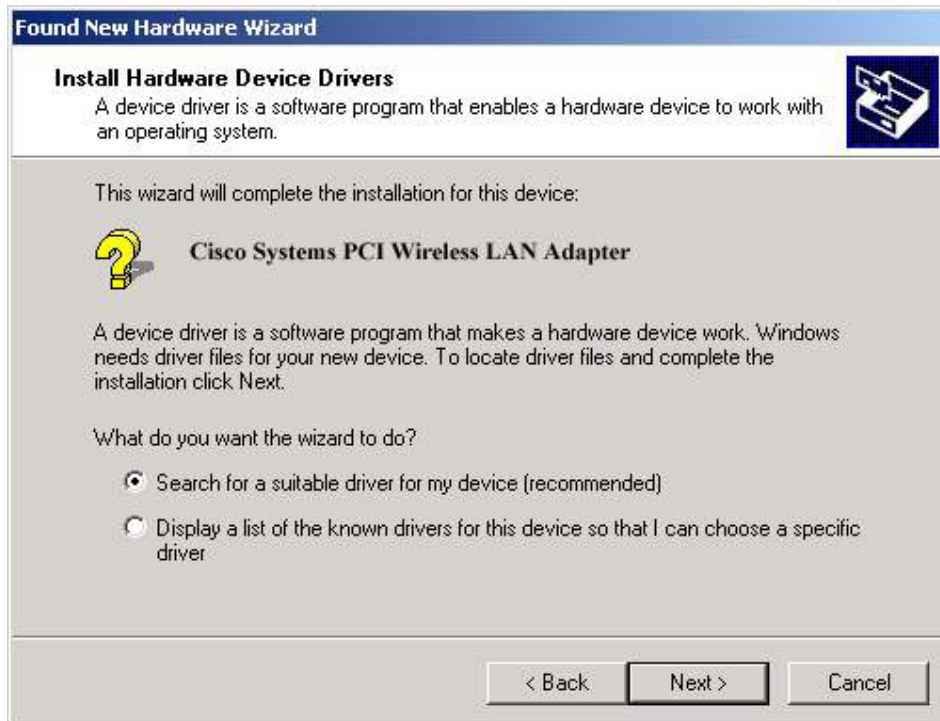 Found New Hardware Wizard
Install Hardware Device Drivers
A device driver is a software program that enables a hardware device to work with
an operating system.
This wizard will complete the installation for this device:
Cisco Systems PCI Wireless LAN Adapter
A device driver is a software program that makes a hardware device work. Windows
needs driver files for your new device. To locate driver files and complete the
installation click Next.
What do you want the wizard to do?
Search for a suitable driver for my device (recommended)
Display a list of the known drivers for this device so that I can choose a specific
driver
< Back Next > Cancel